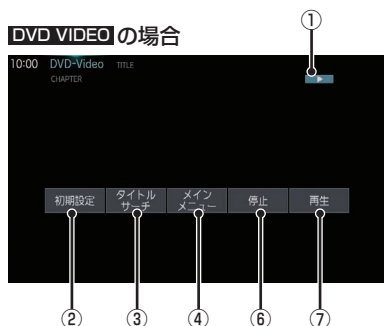 ①
DVD VIDEO の場合
10:00 DVD-Video TITLE
CHAPTER
初期設定 タイトルサーチ メインメニュー 停止 再生
② ③ ④ ⑥ ⑦